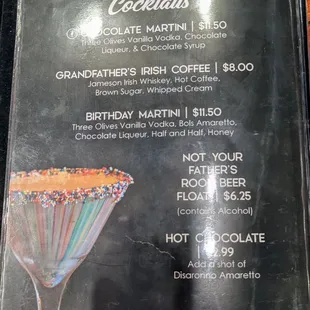 Cocktails
CHOCOLATE MARTINI | $11.50
Three Olives Vanilla Vodka, Chocolate
Liqueur, & Chocolate Syrup
GRANDFATHER'S IRISH COFFEE | $8.00
Jameson Irish Whiskey, Hot Coffee,
Brown Sugar, Whipped Cream
BIRTHDAY MARTINI | $11.50
Three Olives Vanilla Vodka, Bols Amaretto,
Chocolate Liqueur, Half and Half, Honey
NOT YOUR
FATHER'S
ROOT BEER
FLOAT | $6.25
(contains Alcohol)
HOT CHOCOLATE
| $2.99
Add a shot of
Disaronno Amaretto